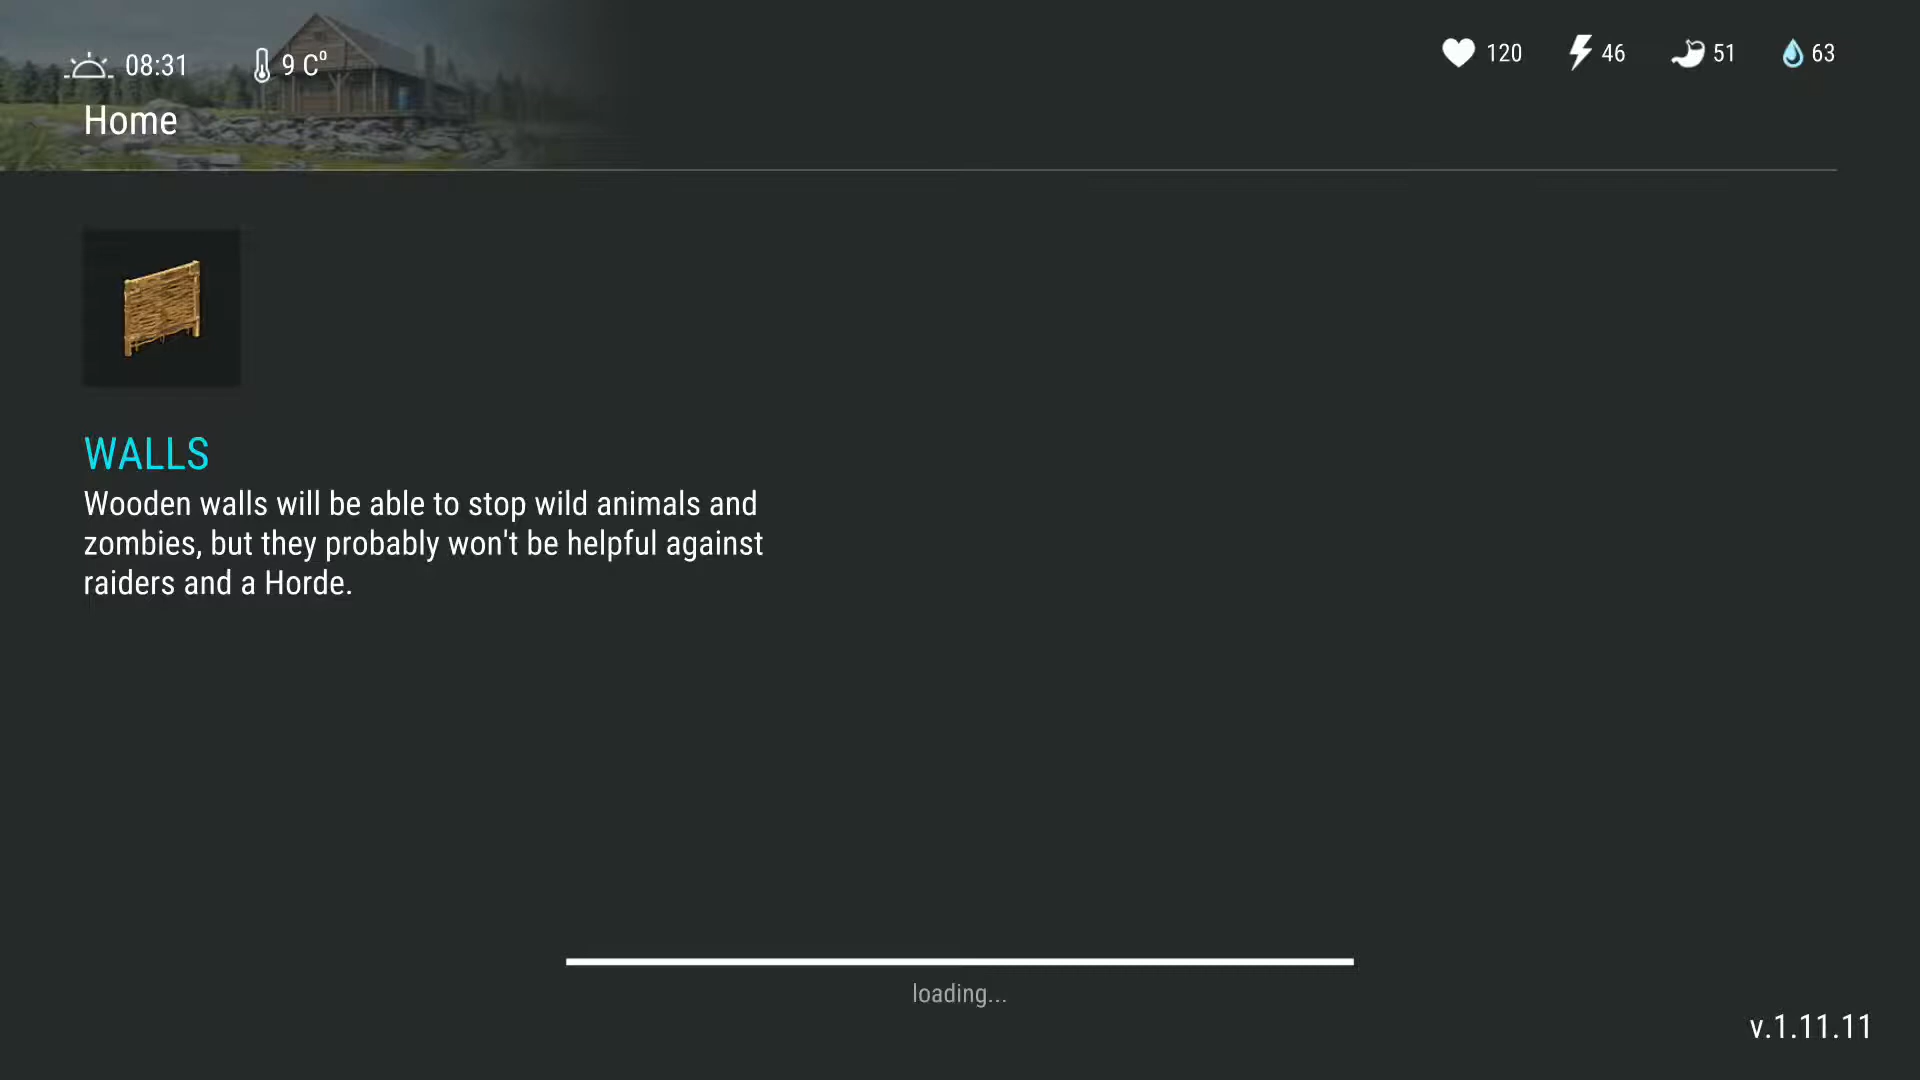 08:31
9 C°
120
46
51
63
Home
WALLS
Wooden walls will be able to stop wild animals and
zombies, but they probably won't be helpful against
raiders and a Horde.
loading...
v.1.11.11